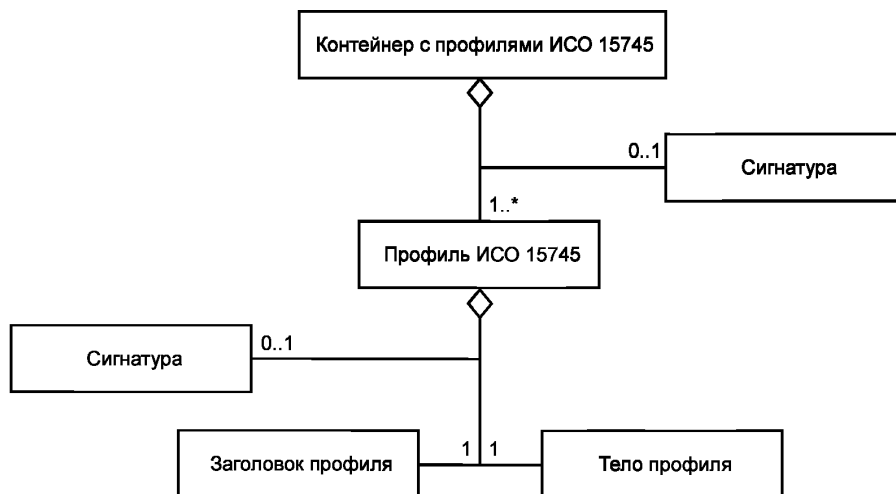 Контейнер с профилями ИСО 15745
0..1
Сигнатура
1..*
Профиль ИСО 15745
0..1
Сигнатура
Заголовок профиля
1
1
Тело профиля